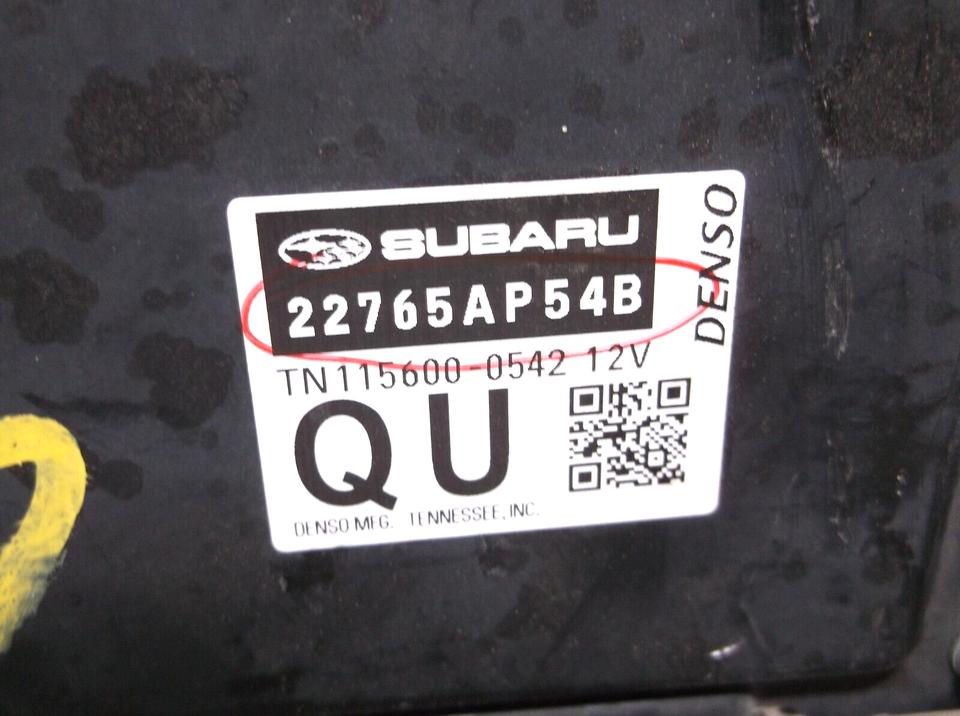 SUBARU
22765AP54B
DENSO
TN115600-0542 12V
QU
DENSO MFG. TENNESSEE, INC.